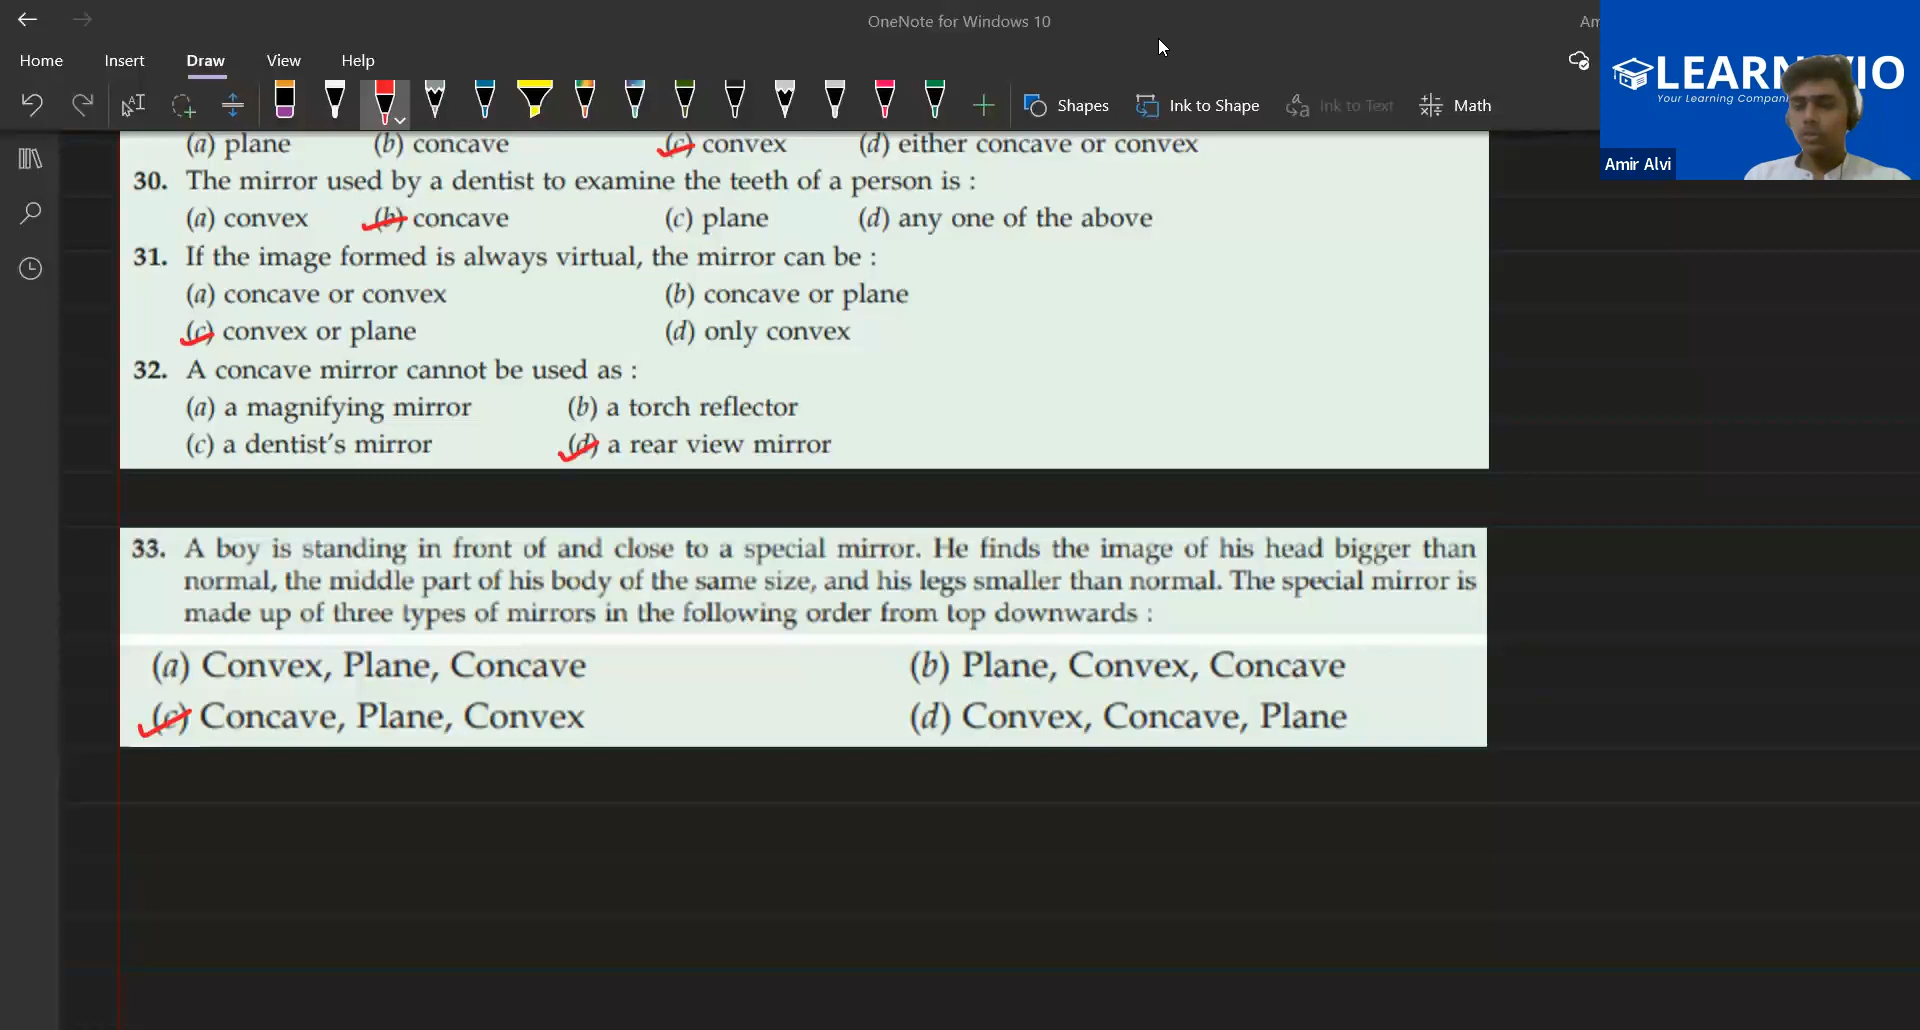 OneNote for Windows 10
Am
Home Insert Draw View Help
Shapes Ink to Shape Ink to Text Math
LEARN VIO
Your Learning Compani
Amir Alvi
(a) plane (b) concave (c) convex (d) either concave or convex
30. The mirror used by a dentist to examine the teeth of a person is :
(a) convex (b) concave (c) plane (d) any one of the above
31. If the image formed is always virtual, the mirror can be :
(a) concave or convex (b) concave or plane
(c) convex or plane (d) only convex
32. A concave mirror cannot be used as :
(a) a magnifying mirror (b) a torch reflector
(c) a dentist's mirror (d) a rear view mirror
33. A boy is standing in front of and close to a special mirror. He finds the image of his head bigger than
normal, the middle part of his body of the same size, and his legs smaller than normal. The special mirror is
made up of three types of mirrors in the following order from top downwards :
(a) Convex, Plane, Concave (b) Plane, Convex, Concave
(c) Concave, Plane, Convex (d) Convex, Concave, Plane